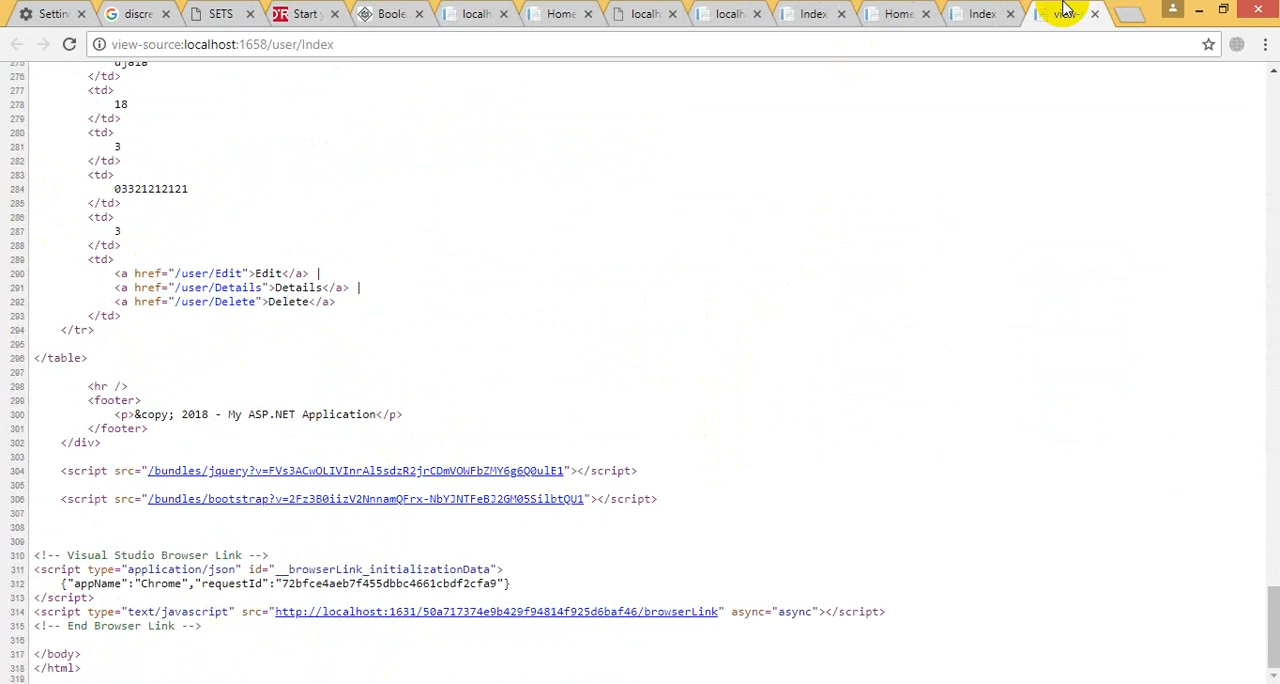 Setting
discre
SETS
Start y
Boole
localh
Home
localh
localh
Index
Home
Index
view-
view-source:localhost:1658/user/Index
275 djaia
276 </td>
277 <td>
278 18
279 </td>
280 <td>
281 3
282 </td>
283 <td>
284 03321212121
285 </td>
286 <td>
287 3
288 </td>
289 <td>
290 <a href="/user/Edit">Edit</a> |
291 <a href="/user/Details">Details</a> |
292 <a href="/user/Delete">Delete</a>
293 </td>
294 </tr>
295
296 </table>
297
298 <hr />
299 <footer>
300 <p>&copy; 2018 - My ASP.NET Application</p>
301 </footer>
302 </div>
303
304 <script src="/bundles/jquery?v=FVs3ACwOLIVInrAl5sdzR2jrCDmVOWFbZMY6g6Q0ulE1"></script>
305
306 <script src="/bundles/bootstrap?v=2Fz3B0iizV2NnnamQFrx-NbYJNTFeBJ2GM05SilbtQU1"></script>
307
308
309
310 <!-- Visual Studio Browser Link -->
311 <script type="application/json" id="__browserLink_initializationData">
312 {"appName":"Chrome","requestId":"72bfce4aeb7f455dbbc4661cbdf2cfa9"}
313 </script>
314 <script type="text/javascript" src="http://localhost:1631/50a717374e9b429f94814f925d6baf46/browserLink" async="async"></script>
315 <!-- End Browser Link -->
316
317 </body>
318 </html>
319